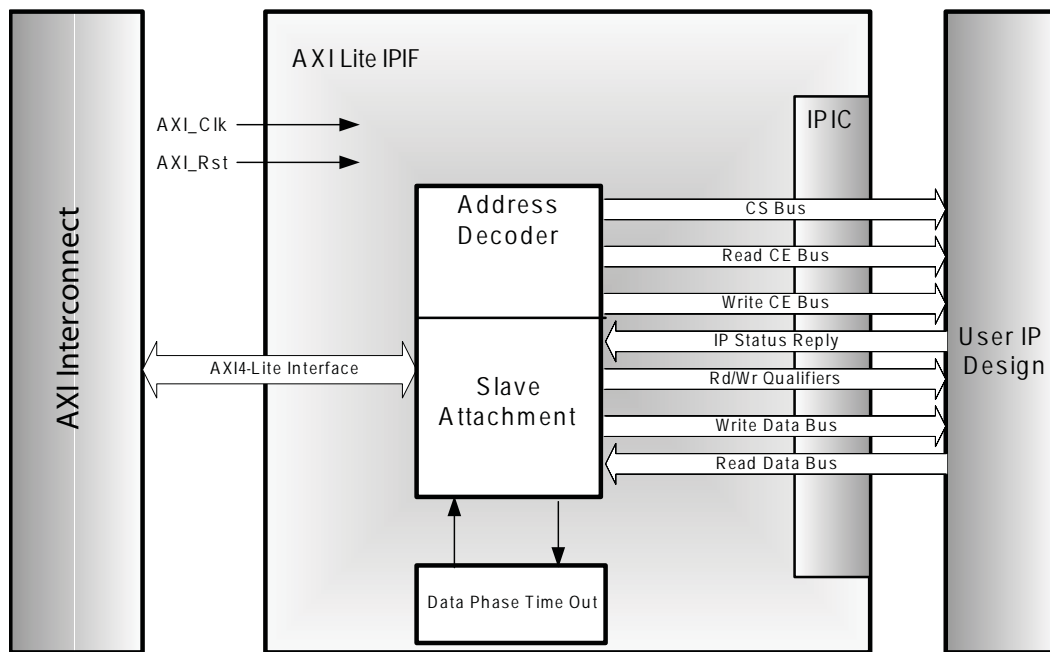 AXI Lite IPIF
IPIC
AXI_Clk
AXI_Rst
Address
Decoder
CS Bus
Read CE Bus
Write CE Bus
IP Status Reply
User IP
Design
AXI Interconnect
AXI4-Lite Interface
Slave
Attachment
Rd/Wr Qualifiers
Write Data Bus
Read Data Bus
Data Phase Time Out